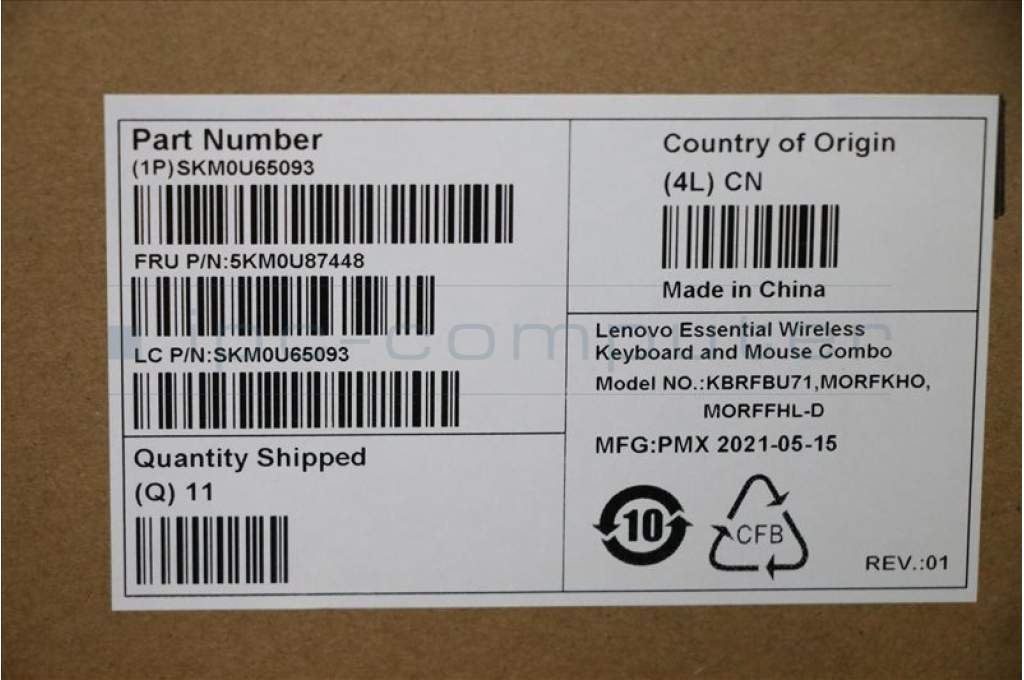 Part Number
(1P)SKM0U65093
FRU P/N:5KM0U87448
LC P/N:SKM0U65093
Quantity Shipped
(Q) 11
Country of Origin
(4L) CN
Made in China
Lenovo Essential Wireless
Keyboard and Mouse Combo
Model NO.:KBRFBU71,MORFKHO,
MORFFHL-D
MFG:PMX 2021-05-15
10
CFB
REV.:01
ipc-computer